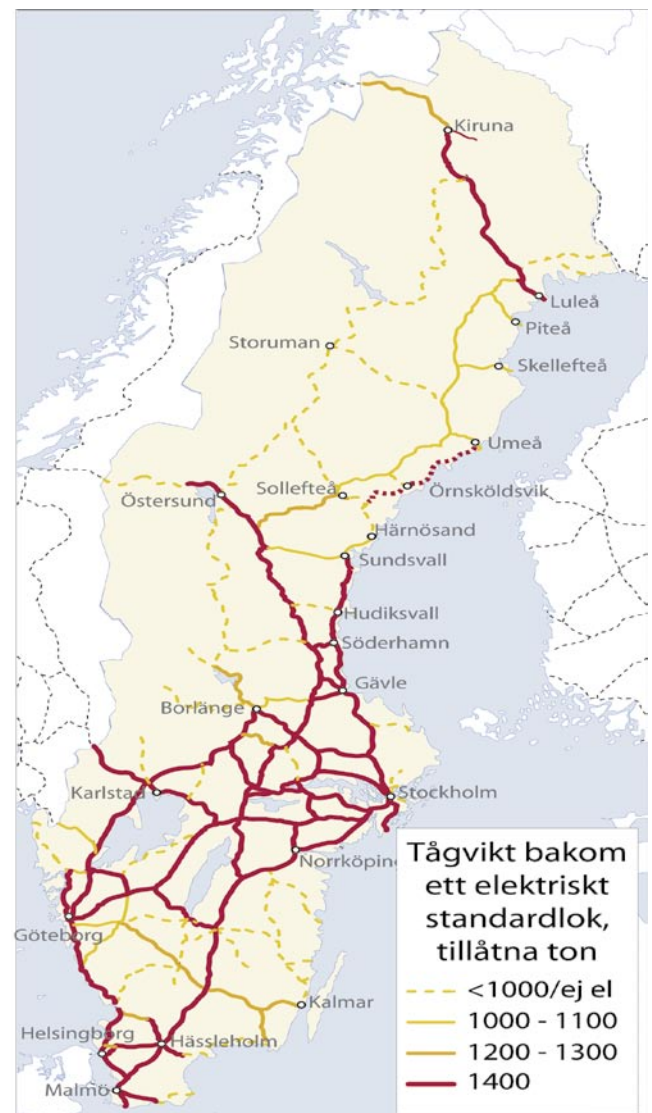 Kiruna
Luleå
Piteå
Storuman
Skellefteå
Umeå
Östersund
Sollefteå
Örnsköldsvik
Härnösand
Sundsvall
Hudiksvall
Söderhamn
Gävle
Borlänge
Karlstad
Stockholm
Norrköping
Göteborg
Kalmar
Helsingborg
Hässleholm
Malmö
Tågvikt bakom
ett elektriskt
standardlok,
tillåtna ton
<1000/ej el
1000 - 1100
1200 - 1300
1400